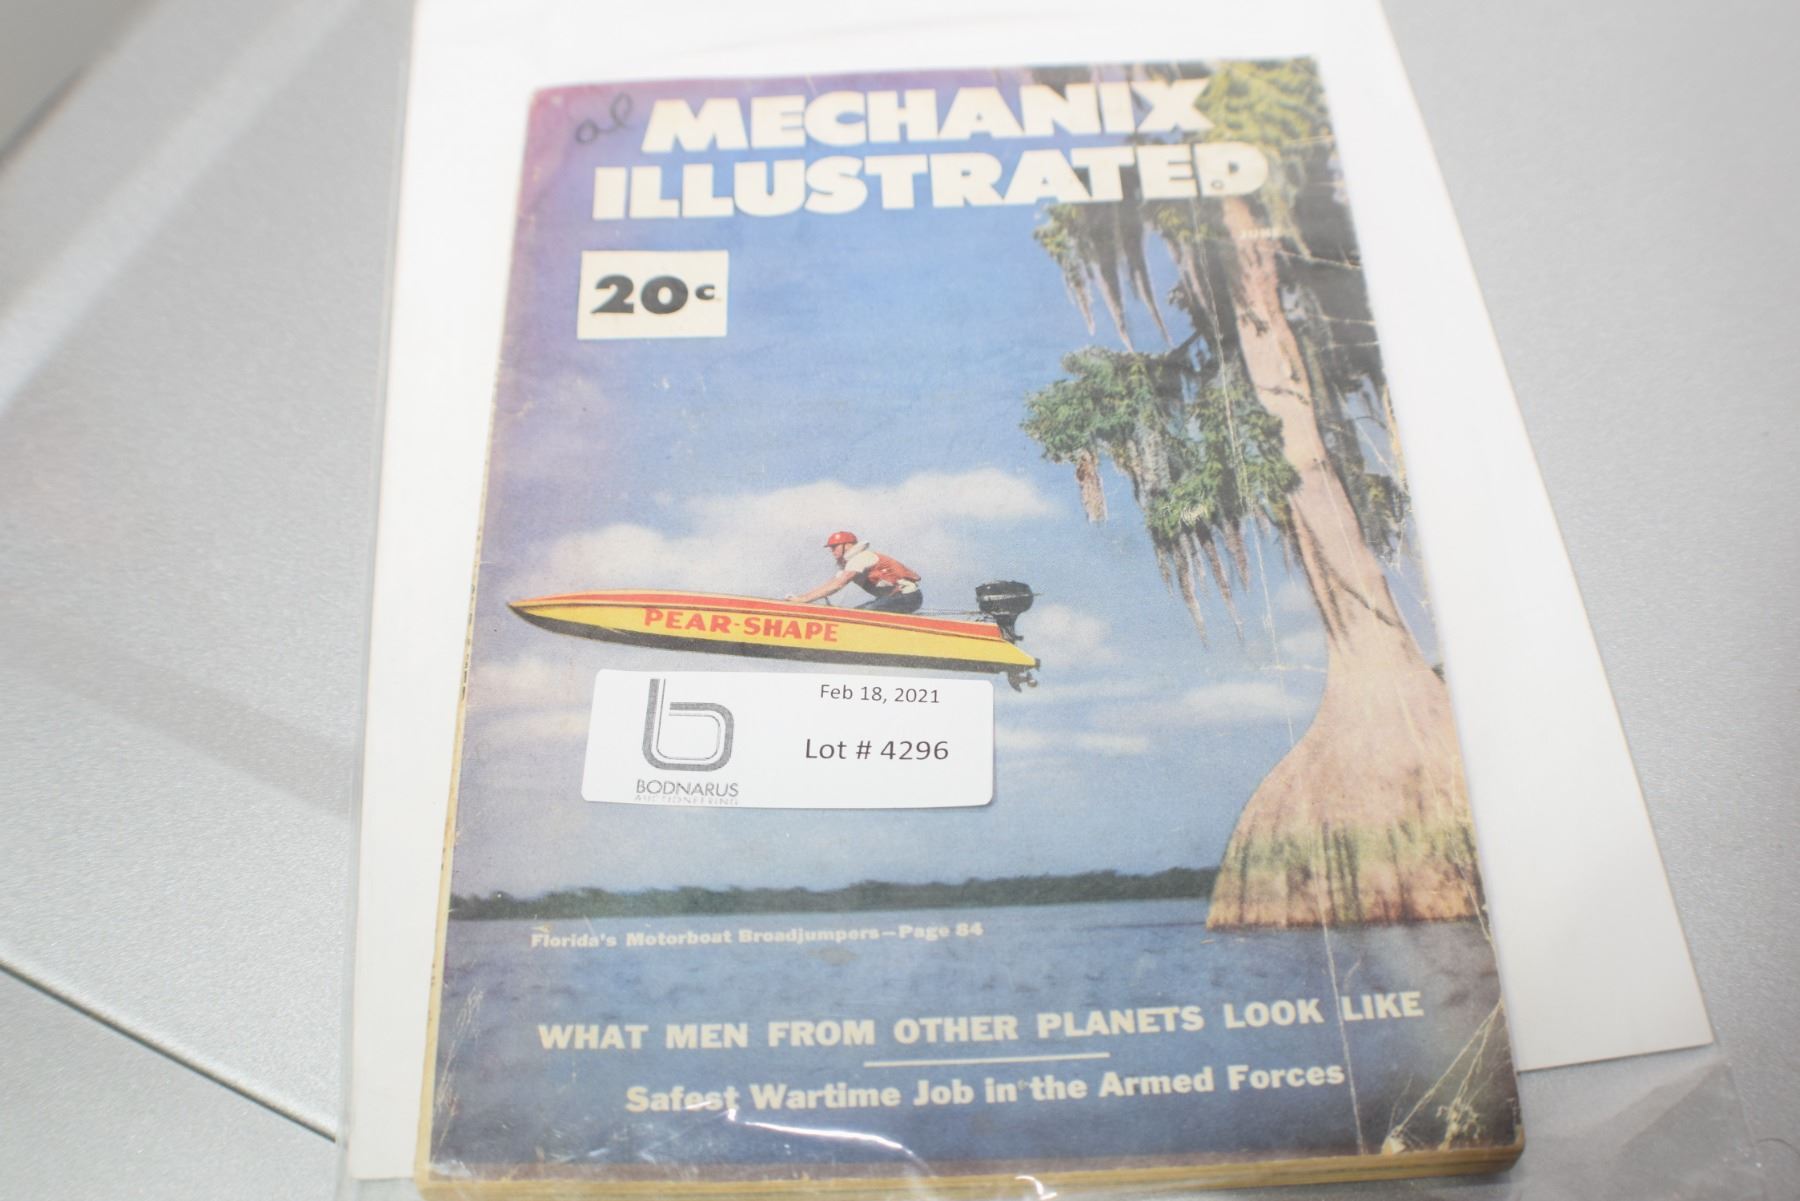 al
MECHANIX
ILLUSTRATED
JUNE
20c
PEAR-SHAPE
Feb 18, 2021
Lot # 4296
b
BODNARUS
AUCTIONEERING
Florida's Motorboat Broadjumpers—Page 84
WHAT MEN FROM OTHER PLANETS LOOK LIKE
Safest Wartime Job in the Armed Forces